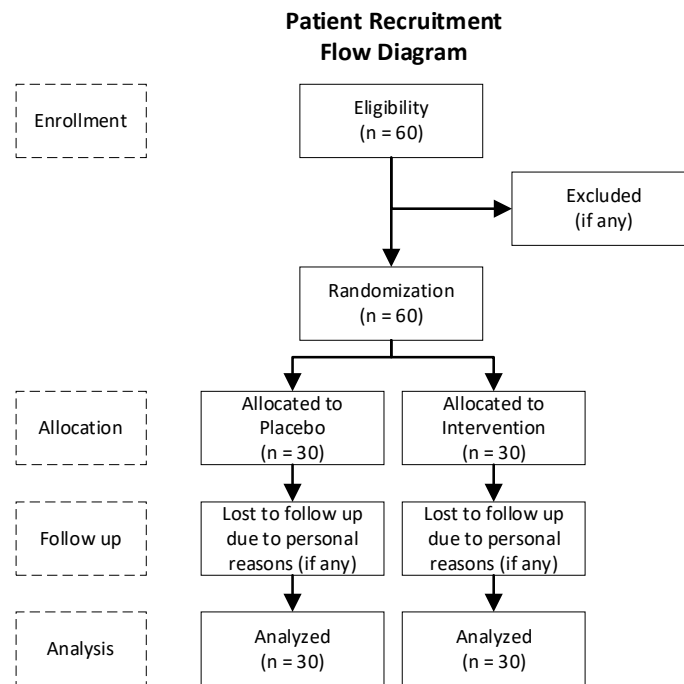 Patient Recruitment
Flow Diagram
Enrollment
Eligibility
(n = 60)
Excluded
(if any)
Randomization
(n = 60)
Allocation
Allocated to
Placebo
(n = 30)
Allocated to
Intervention
(n = 30)
Follow up
Lost to follow up
due to personal
reasons (if any)
Lost to follow up
due to personal
reasons (if any)
Analysis
Analyzed
(n = 30)
Analyzed
(n = 30)